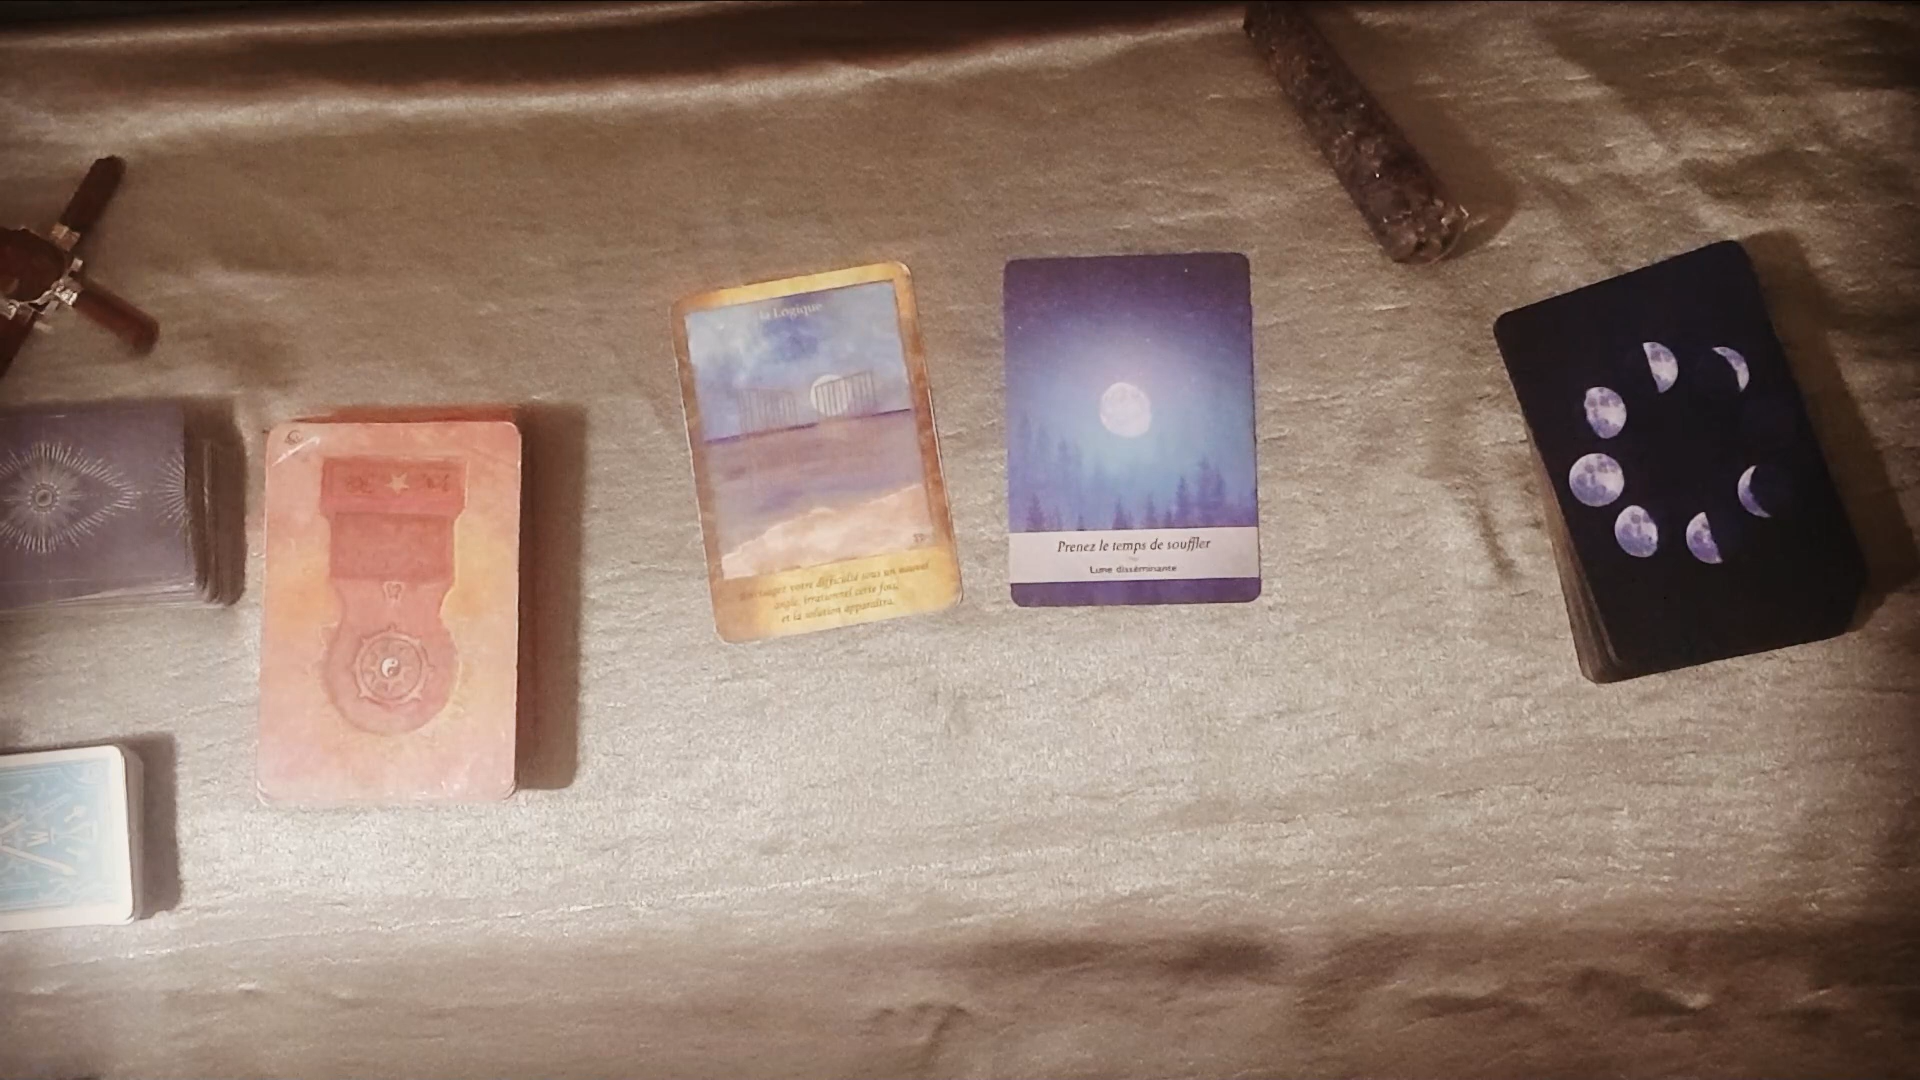 la Logique
Envisagez votre difficulté sous un nouvel
angle, irrationnel cette fois,
et la solution apparaîtra.
Prenez le temps de souffler
Lune disséminante